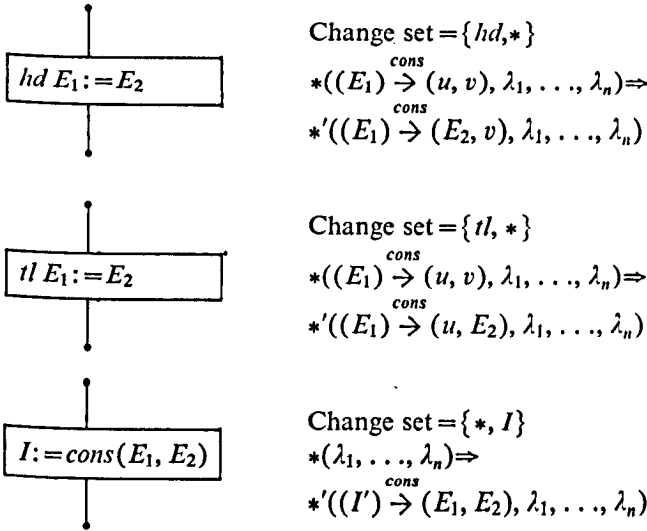 hd E₁:=E₂
Change set={hd,*}
*((E₁) cons→ (u, v), λ₁, . . ., λₙ)⇒
*′((E₁) cons→ (E₂, v), λ₁, . . ., λₙ)
tl E₁:=E₂
Change set={tl, *}
*((E₁) cons→ (u, v), λ₁, . . ., λₙ)⇒
*′((E₁) cons→ (u, E₂), λ₁, . . ., λₙ)
I:=cons(E₁, E₂)
Change set={*, I}
*(λ₁, . . ., λₙ)⇒
*′((I′) cons→ (E₁, E₂), λ₁, . . ., λₙ)